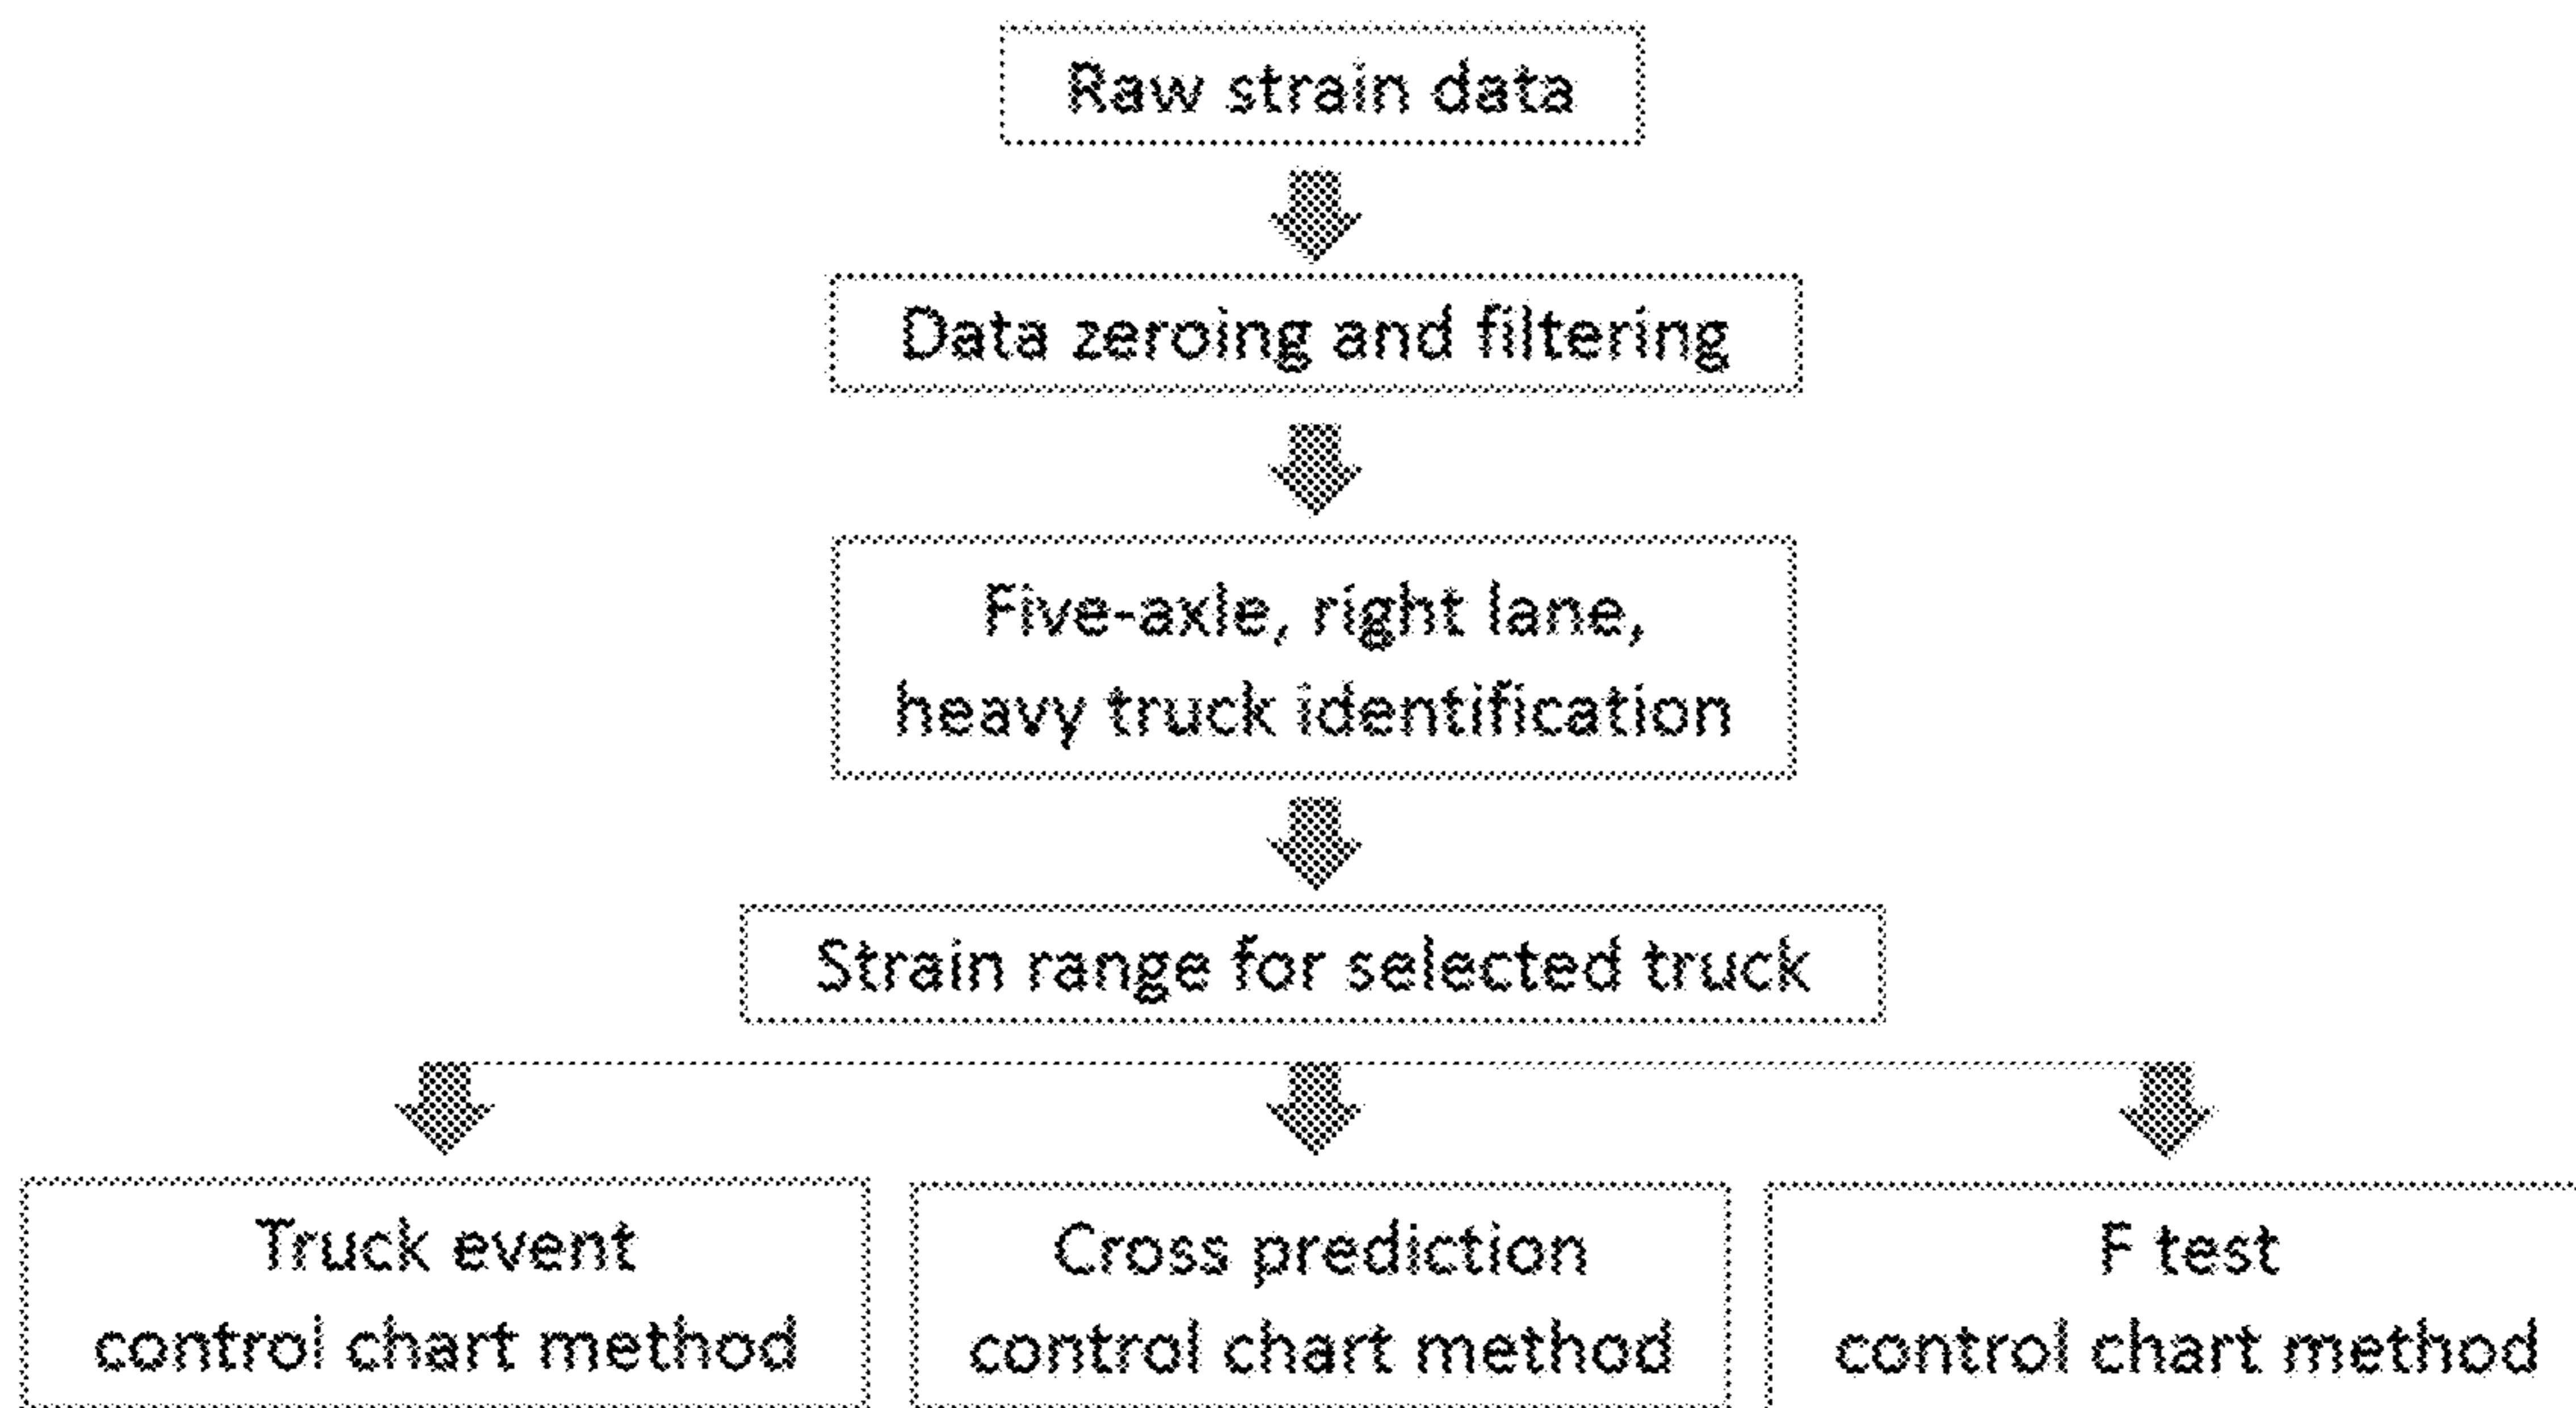 Raw strain data
Data zeroing and filtering
Five-axle, right lane,
heavy truck identification
Strain range for selected truck
Truck event
control chart method
Cross prediction
control chart method
F test
control chart method